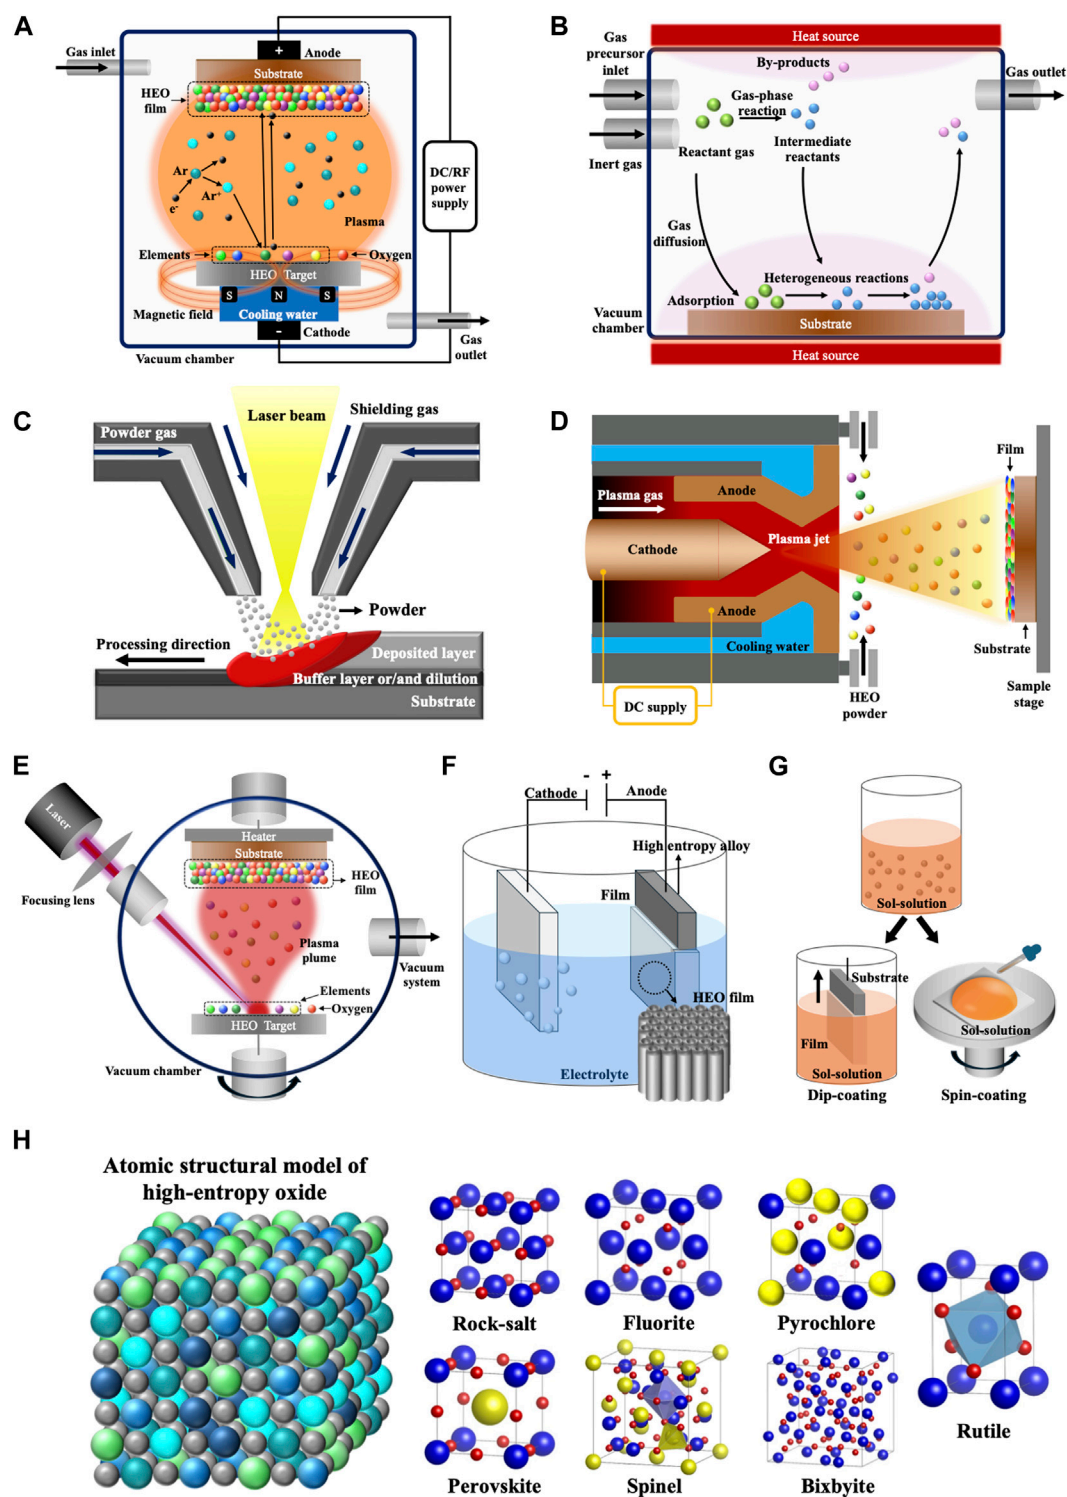 A
Gas inlet
+
Anode
Substrate
HEO
film
Ar
Ar⁺
e⁻
Plasma
DC/RF
power
supply
Elements
Oxygen
HEO Target
S
N
S
Magnetic field
Cooling water
-
Cathode
Gas
outlet
Vacuum chamber
B
Heat source
Gas
precursor
inlet
By-products
Gas outlet
Gas-phase
reaction
Inert gas
Reactant gas
Intermediate
reactants
Gas
diffusion
Heterogeneous reactions
Adsorption
Vacuum
chamber
Substrate
Heat source
C
Laser beam
Shielding gas
Powder gas
Powder
Processing direction
Deposited layer
Buffer layer or/and dilution
Substrate
D
Film
Plasma gas
Anode
Plasma jet
Cathode
Anode
Cooling water
Substrate
DC supply
HEO
powder
Sample
stage
E
Laser
Heater
Substrate
HEO
film
Focusing lens
Plasma
plume
Vacuum
system
Elements
Oxygen
HEO Target
Vacuum chamber
F
- +
Cathode
Anode
High entropy alloy
Film
HEO film
Electrolyte
G
Sol-solution
Substrate
Film
Sol-solution
Sol-solution
Dip-coating
Spin-coating
H
Atomic structural model of
high-entropy oxide
Rock-salt
Fluorite
Pyrochlore
Rutile
Perovskite
Spinel
Bixbyite